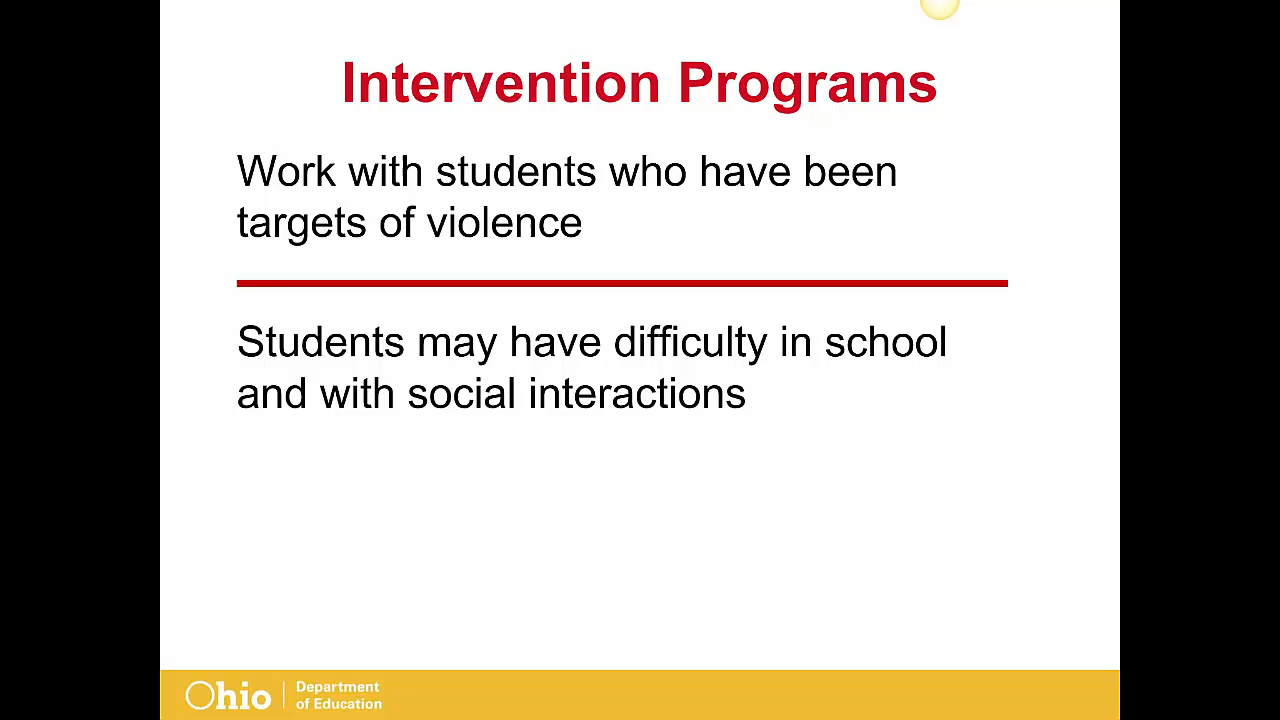 Intervention Programs
Work with students who have been
targets of violence
Students may have difficulty in school
and with social interactions
Ohio
Department
of Education